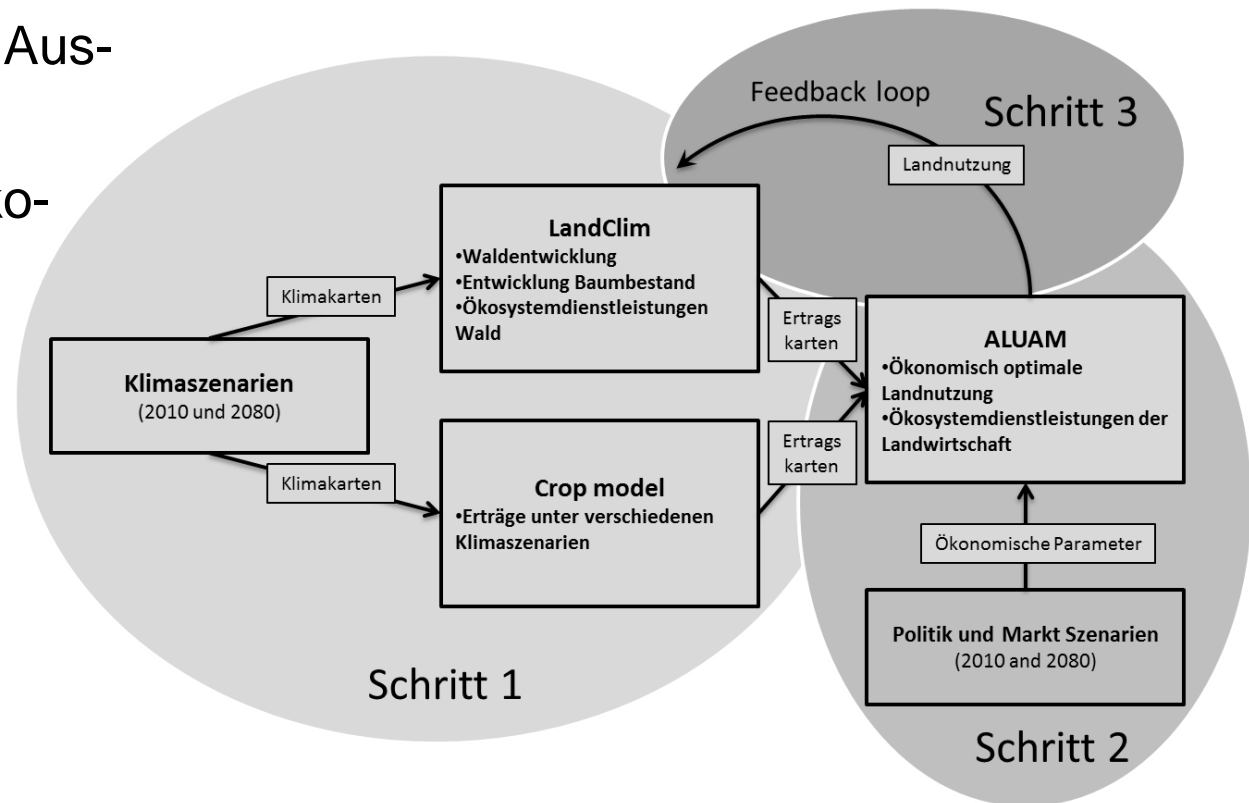 Aus-
ko-
Feedback loop
Schritt 3
Landnutzung
LandClim
•Waldentwicklung
•Entwicklung Baumbestand
•Ökosystemdienstleistungen
Wald
Klimakarten
Ertrags
karten
Klimaszenarien
(2010 und 2080)
ALUAM
•Ökonomisch optimale
Landnutzung
•Ökosystemdienstleistungen der
Landwirtschaft
Klimakarten
Ertrags
karten
Crop model
•Erträge unter verschiedenen
Klimaszenarien
Ökonomische Parameter
Politik und Markt Szenarien
(2010 and 2080)
Schritt 1
Schritt 2